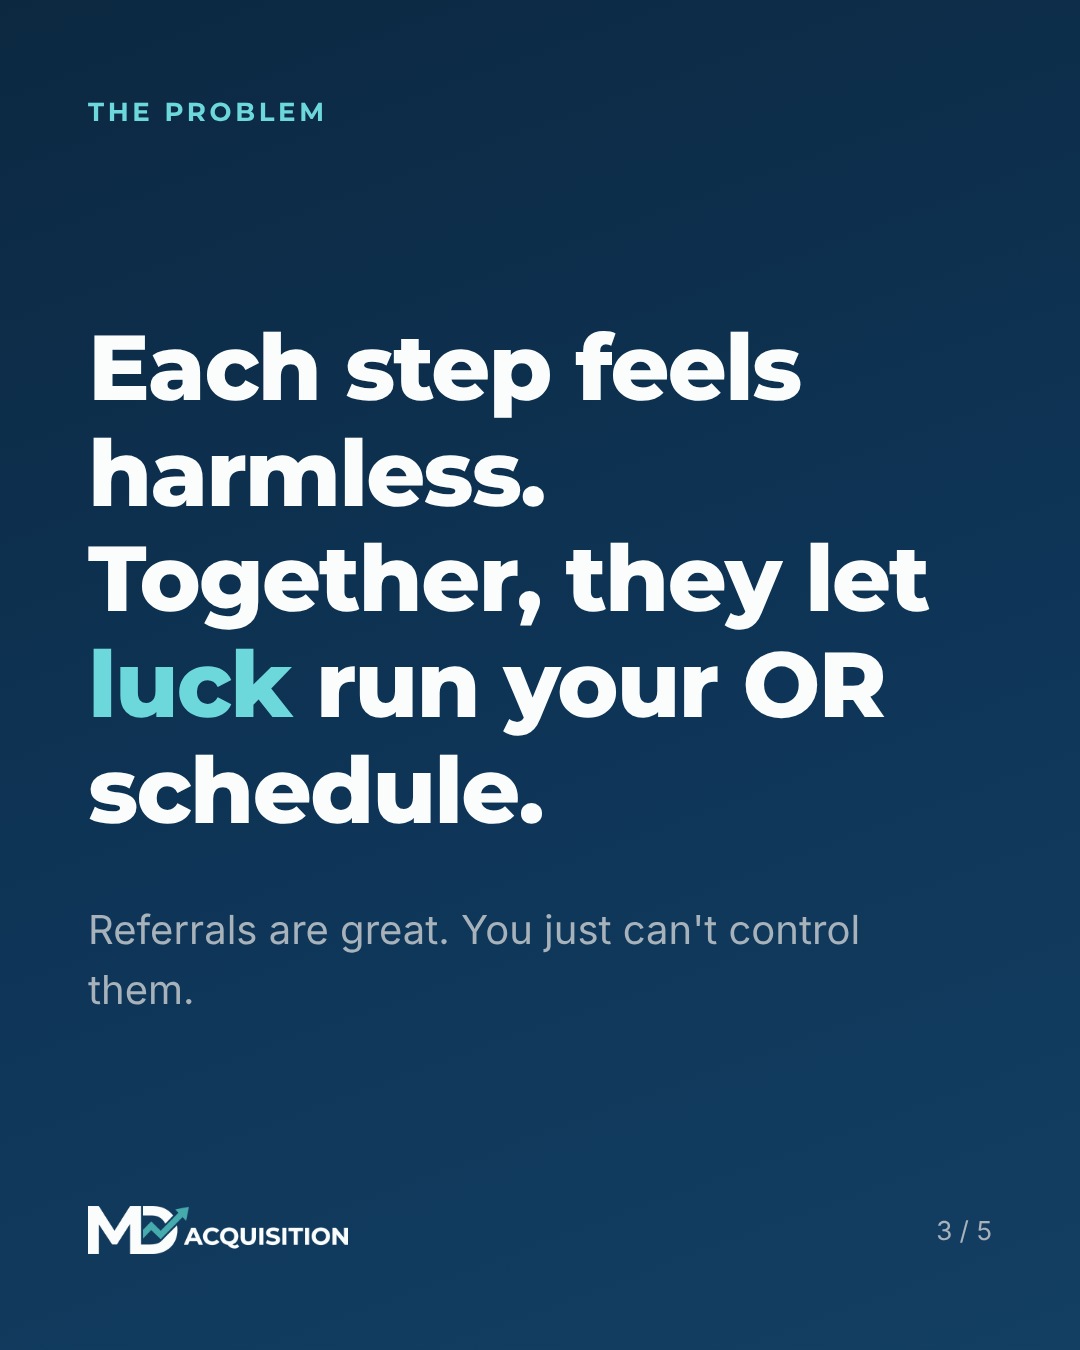 THE PROBLEM
Each step feels
harmless.
Together, they let
luck run your OR
schedule.
Referrals are great. You just can't control
them.
MD ACQUISITION
3 / 5